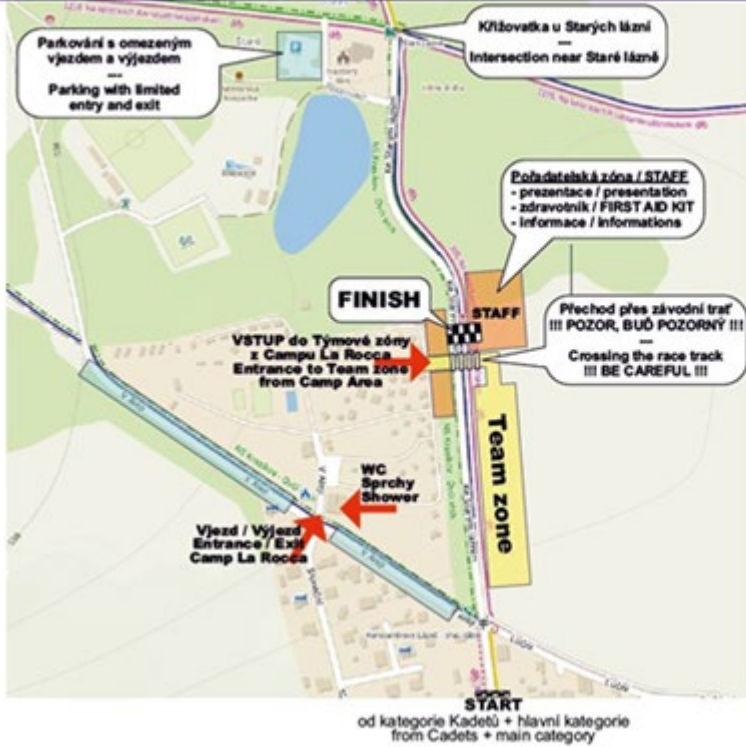 Parkování s omezeným
vjezdem a výjezdem
---
Parking with limited
entry and exit
Křižovatka u Starých lázní
---
Intersection near Staré lázně
Pořadatelská zóna / STAFF
- prezentace / presentation
- zdravotník / FIRST AID KIT
- informace / informations
FINISH
STAFF
Přechod přes závodní trať
!!! POZOR, BUĎ POZORNÝ !!!
---
Crossing the race track
!!! BE CAREFUL !!!
VSTUP do Týmové zóny
z Campu La Rocca
Entrance to Team zone
from Camp Area
Team zone
WC
Sprchy
Shower
Vjezd / Výjezd
Entrance / Exit
Camp La Rocca
V Aleji
V Aleji
V Aleji
Slunečná
START
od kategorie Kadetů + hlavní kategorie
from Cadets + main category